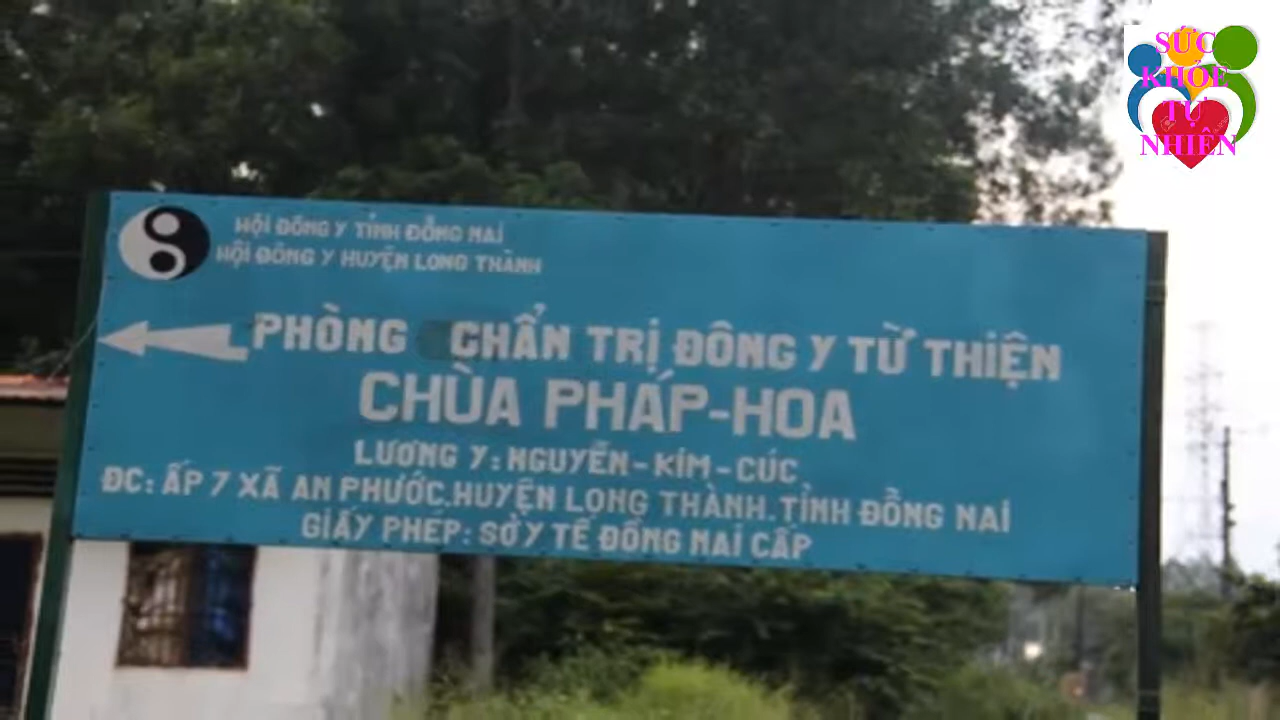 SỨC
KHỎE
TỰ
NHIÊN
HỘI ĐÔNG Y TỈNH ĐỒNG NAI
HỘI ĐÔNG Y HUYỆN LONG THÀNH
PHÒNG CHẨN TRỊ ĐÔNG Y TỪ THIỆN
CHÙA PHÁP-HOA
LƯƠNG Y: NGUYỄN-KIM-CÚC
ĐC: ẤP 7 XÃ AN PHƯỚC.HUYỆN LONG THÀNH.TỈNH ĐỒNG NAI
GIẤY PHÉP: SỞ Y TẾ ĐỒNG NAI CẤP